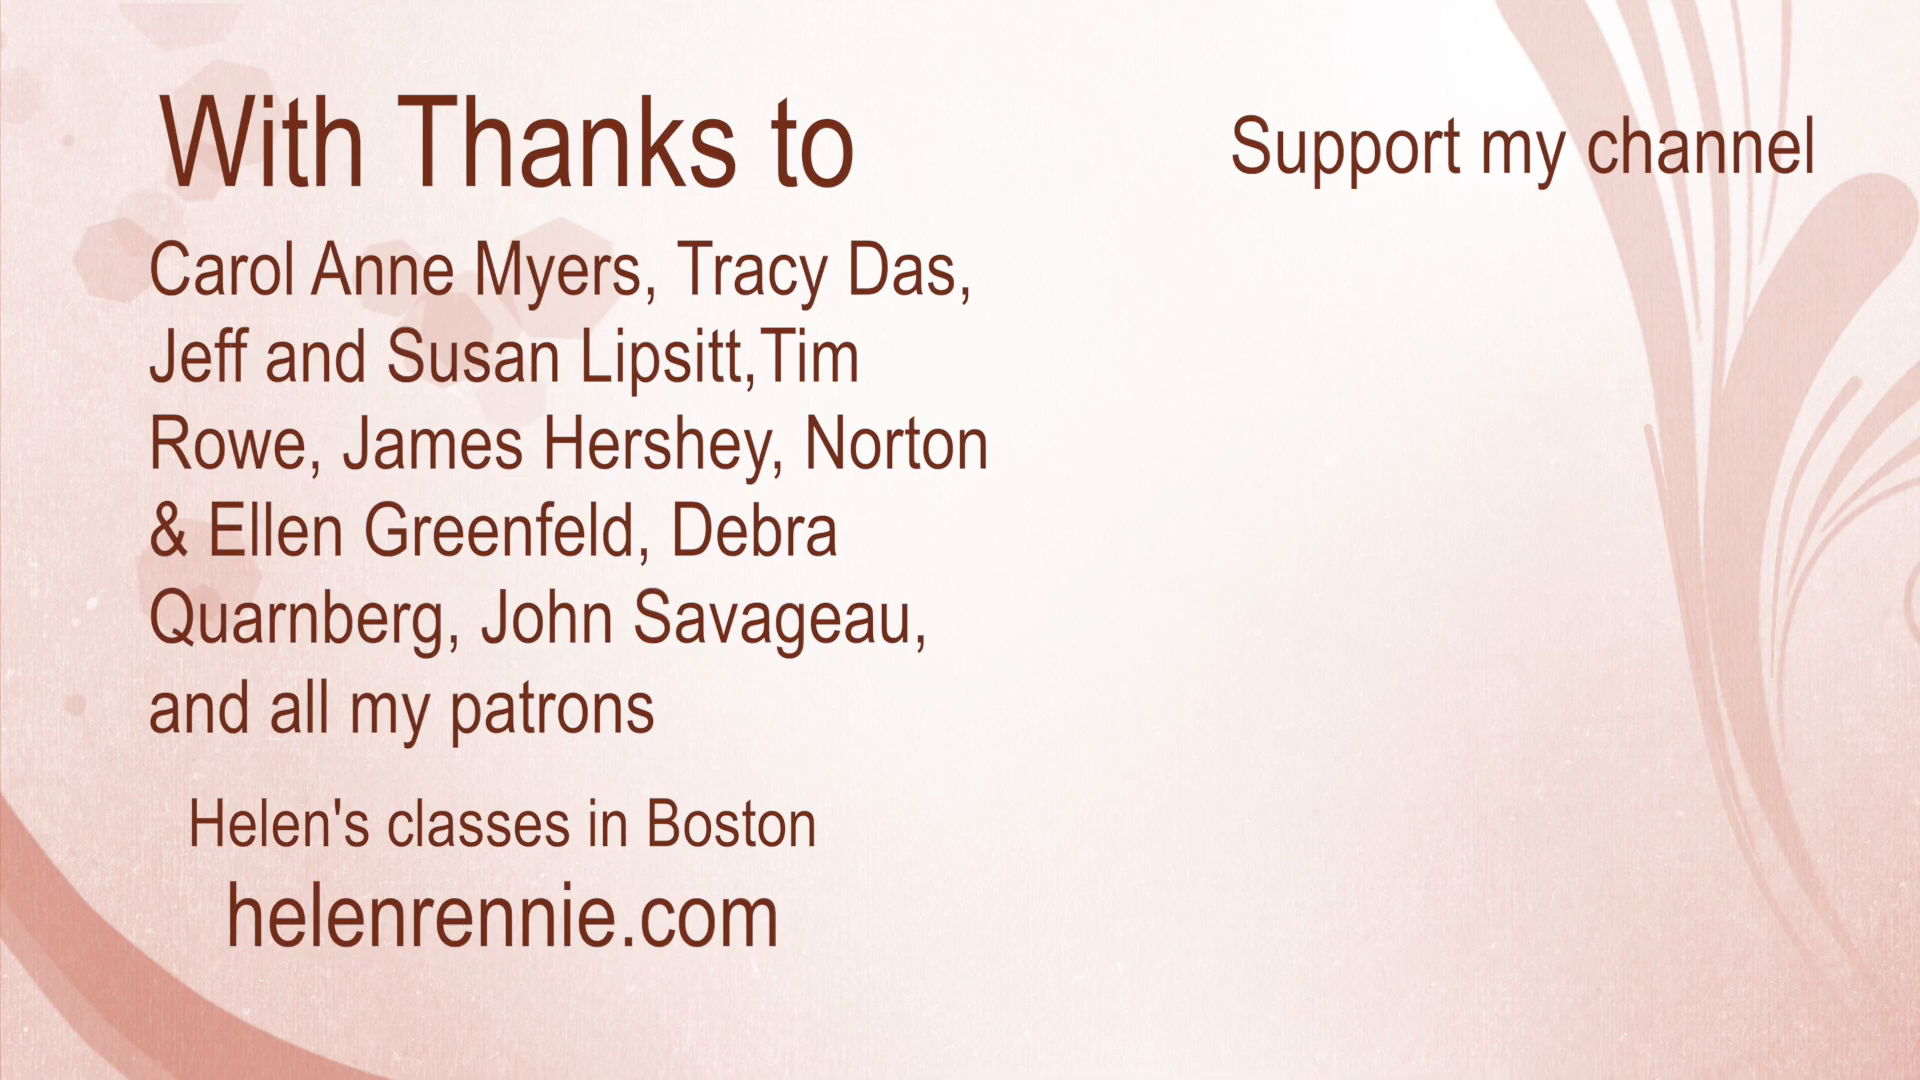 With Thanks to
Carol Anne Myers, Tracy Das,
Jeff and Susan Lipsitt,Tim
Rowe, James Hershey, Norton
& Ellen Greenfeld, Debra
Quarnberg, John Savageau,
and all my patrons
Helen's classes in Boston
helenrennie.com
Support my channel